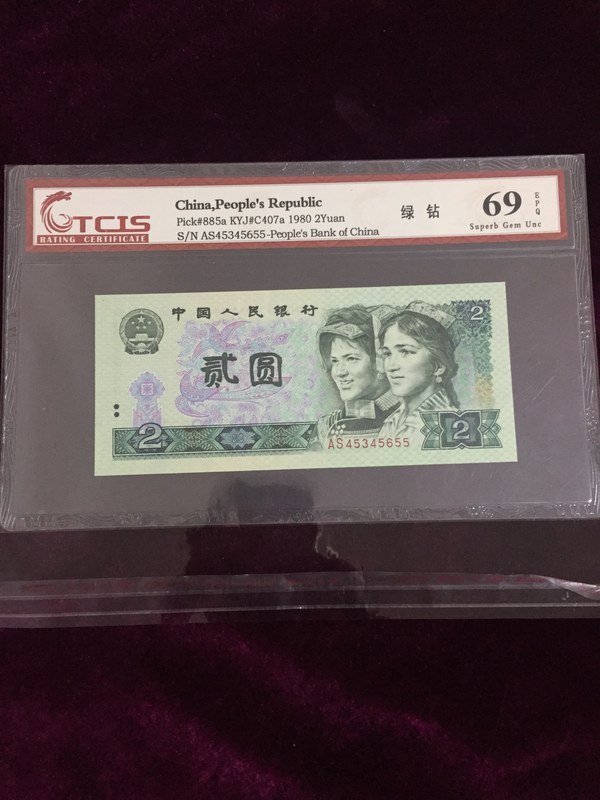 TCIS
RATING CERTIFICATE
China,People's Republic
Pick#885a KYJ#C407a 1980 2Yuan
S/N AS45345655-People's Bank of China
绿 钻
69
EPQ
Superb Gem Unc
中国人民银行
2
贰圆
2
AS45345655
2